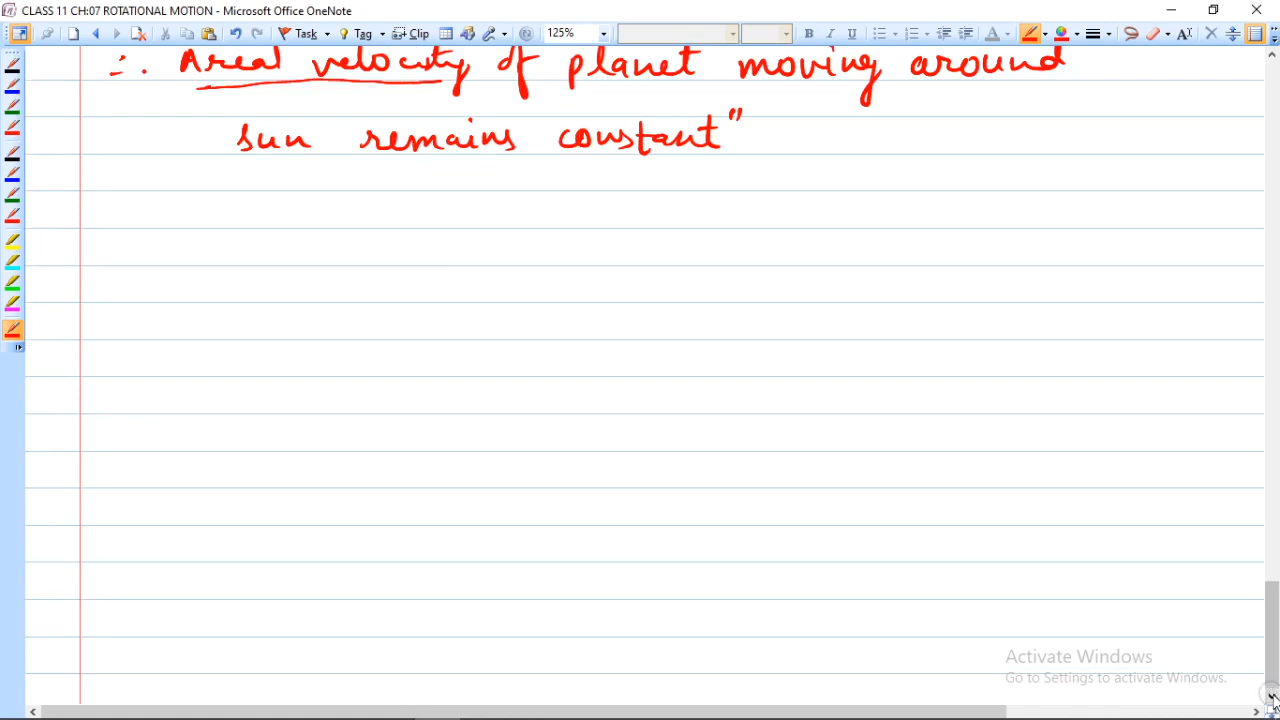 CLASS 11 CH:07 ROTATIONAL MOTION - Microsoft Office OneNote
Task Tag Clip 125% B I U
∴ Areal velocity of planet moving around
sun remains constant"
Activate Windows
Go to Settings to activate Windows.